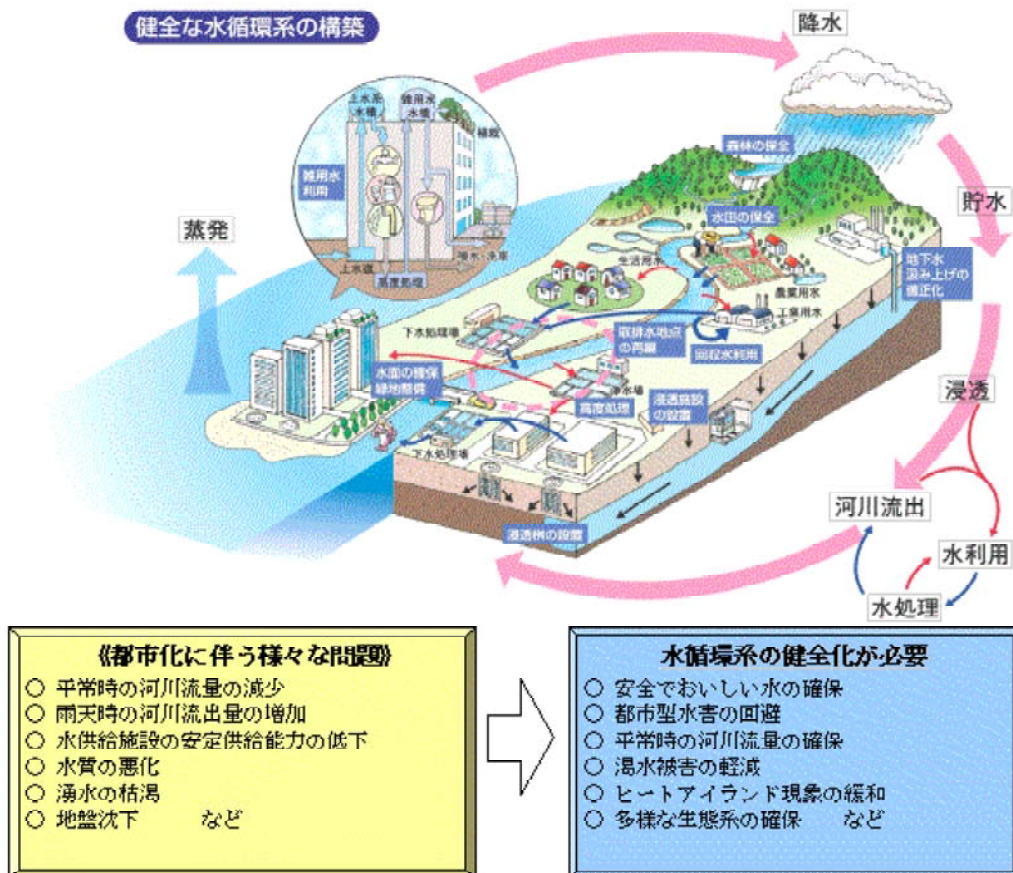 健全な水循環系の構築
降水
上水系
水槽
雑用水
水槽
植栽
雑用水
利用
上水道
高度処理
噴水・洗車
森林の保全
貯水
蒸発
水田の保全
生活用水
地下水
汲み上げの
適正化
農業用水
工業用水
下水処理場
取排水地点
の再編
回収水利用
水面の確保
緑地整備
浄水場
高度処理
浸透施設
の設置
浸透
下水処理場
河川流出
浸透桝の設置
水利用
水処理
《都市化に伴う様々な問題》
○ 平常時の河川流量の減少
○ 雨天時の河川流出量の増加
○ 水供給施設の安定供給能力の低下
○ 水質の悪化
○ 湧水の枯渇
○ 地盤沈下 など
水循環系の健全化が必要
○ 安全でおいしい水の確保
○ 都市型水害の回避
○ 平常時の河川流量の確保
○ 渇水被害の軽減
○ ヒートアイランド現象の緩和
○ 多様な生態系の確保 など